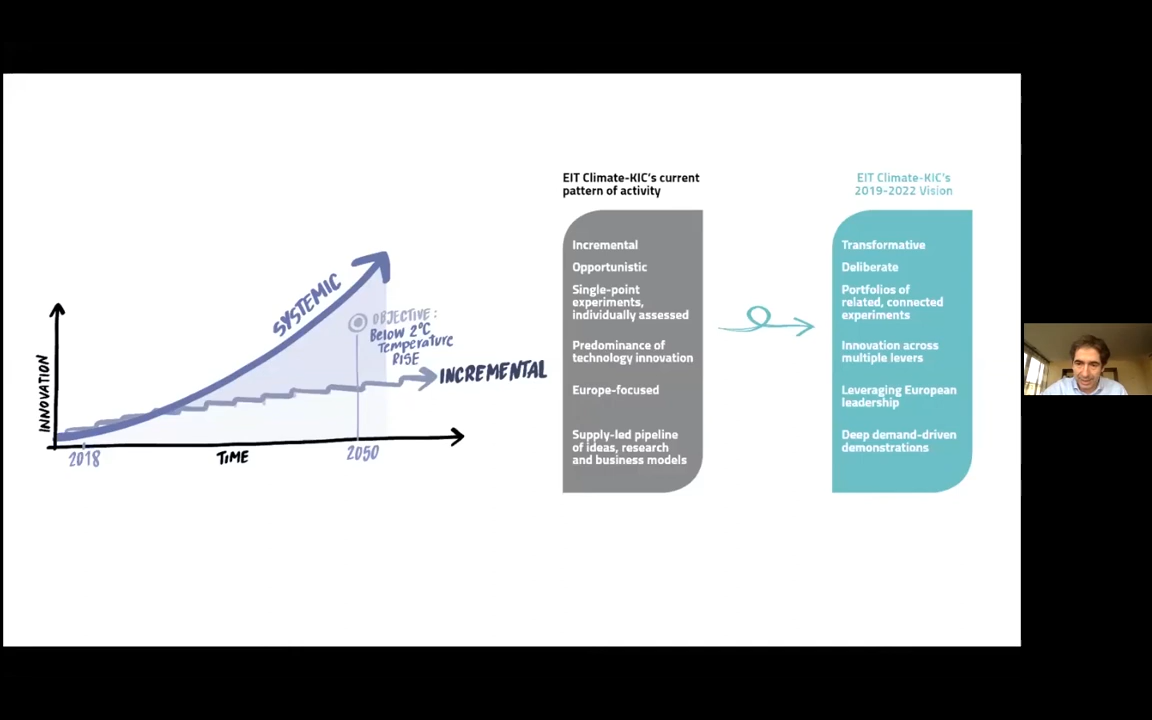 SYSTEMIC
OBJECTIVE:
Below 2°C
Temperature
RISE
INCREMENTAL
INNOVATION
2018
TIME
2050
EIT Climate-KIC's current
pattern of activity
Incremental
Opportunistic
Single-point
experiments,
individually assessed
Predominance of
technology innovation
Europe-focused
Supply-led pipeline
of ideas, research
and business models
EIT Climate-KIC's
2019-2022 Vision
Transformative
Deliberate
Portfolios of
related, connected
experiments
Innovation across
multiple levers
Leveraging European
leadership
Deep demand-driven
demonstrations